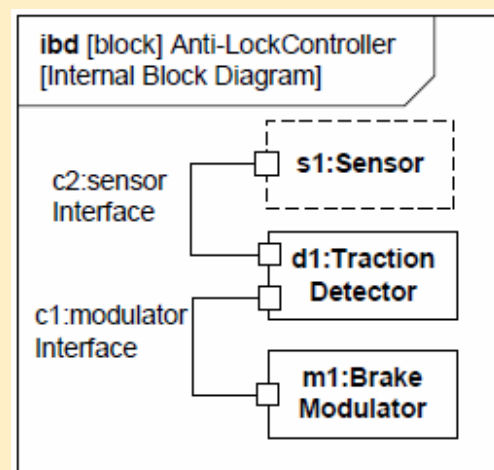 ibd [block] Anti-LockController
[Internal Block Diagram]
s1:Sensor
c2:sensor
Interface
d1:Traction
Detector
c1:modulator
Interface
m1:Brake
Modulator